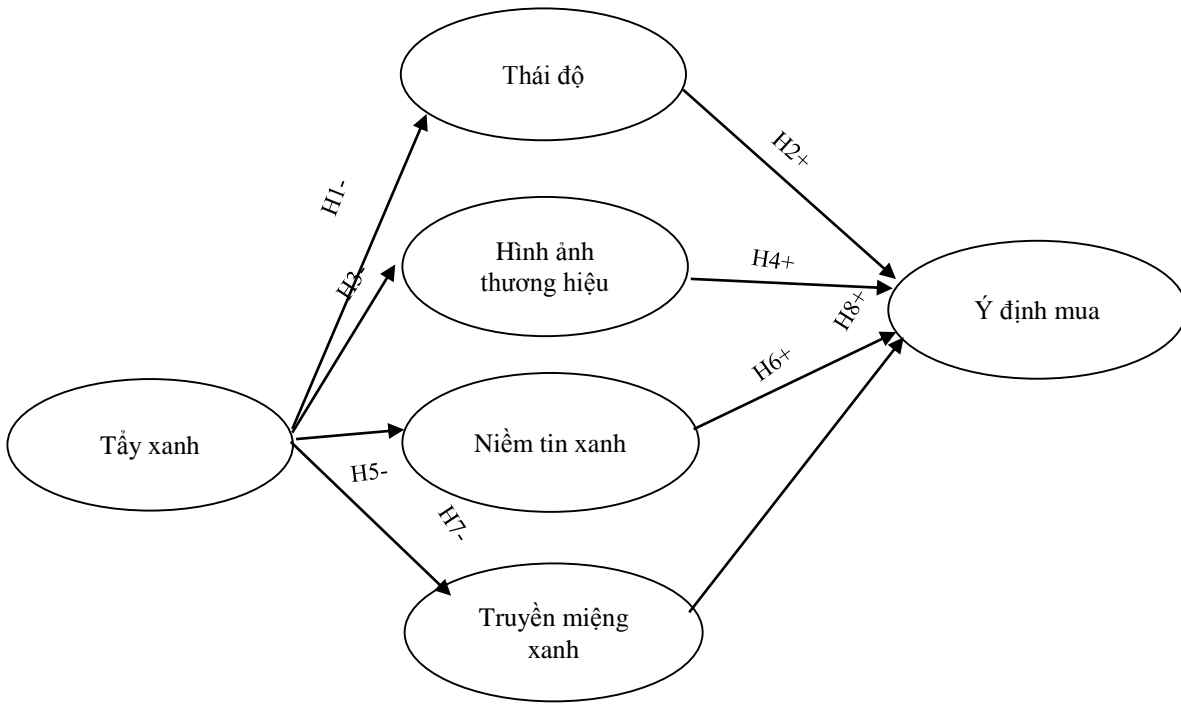 Thái độ
H2+
H1-
Hình ảnh
thương hiệu
H3-
H4+
H8+
Ý định mua
H6+
Tẩy xanh
Niềm tin xanh
H5-
H7-
Truyền miệng
xanh